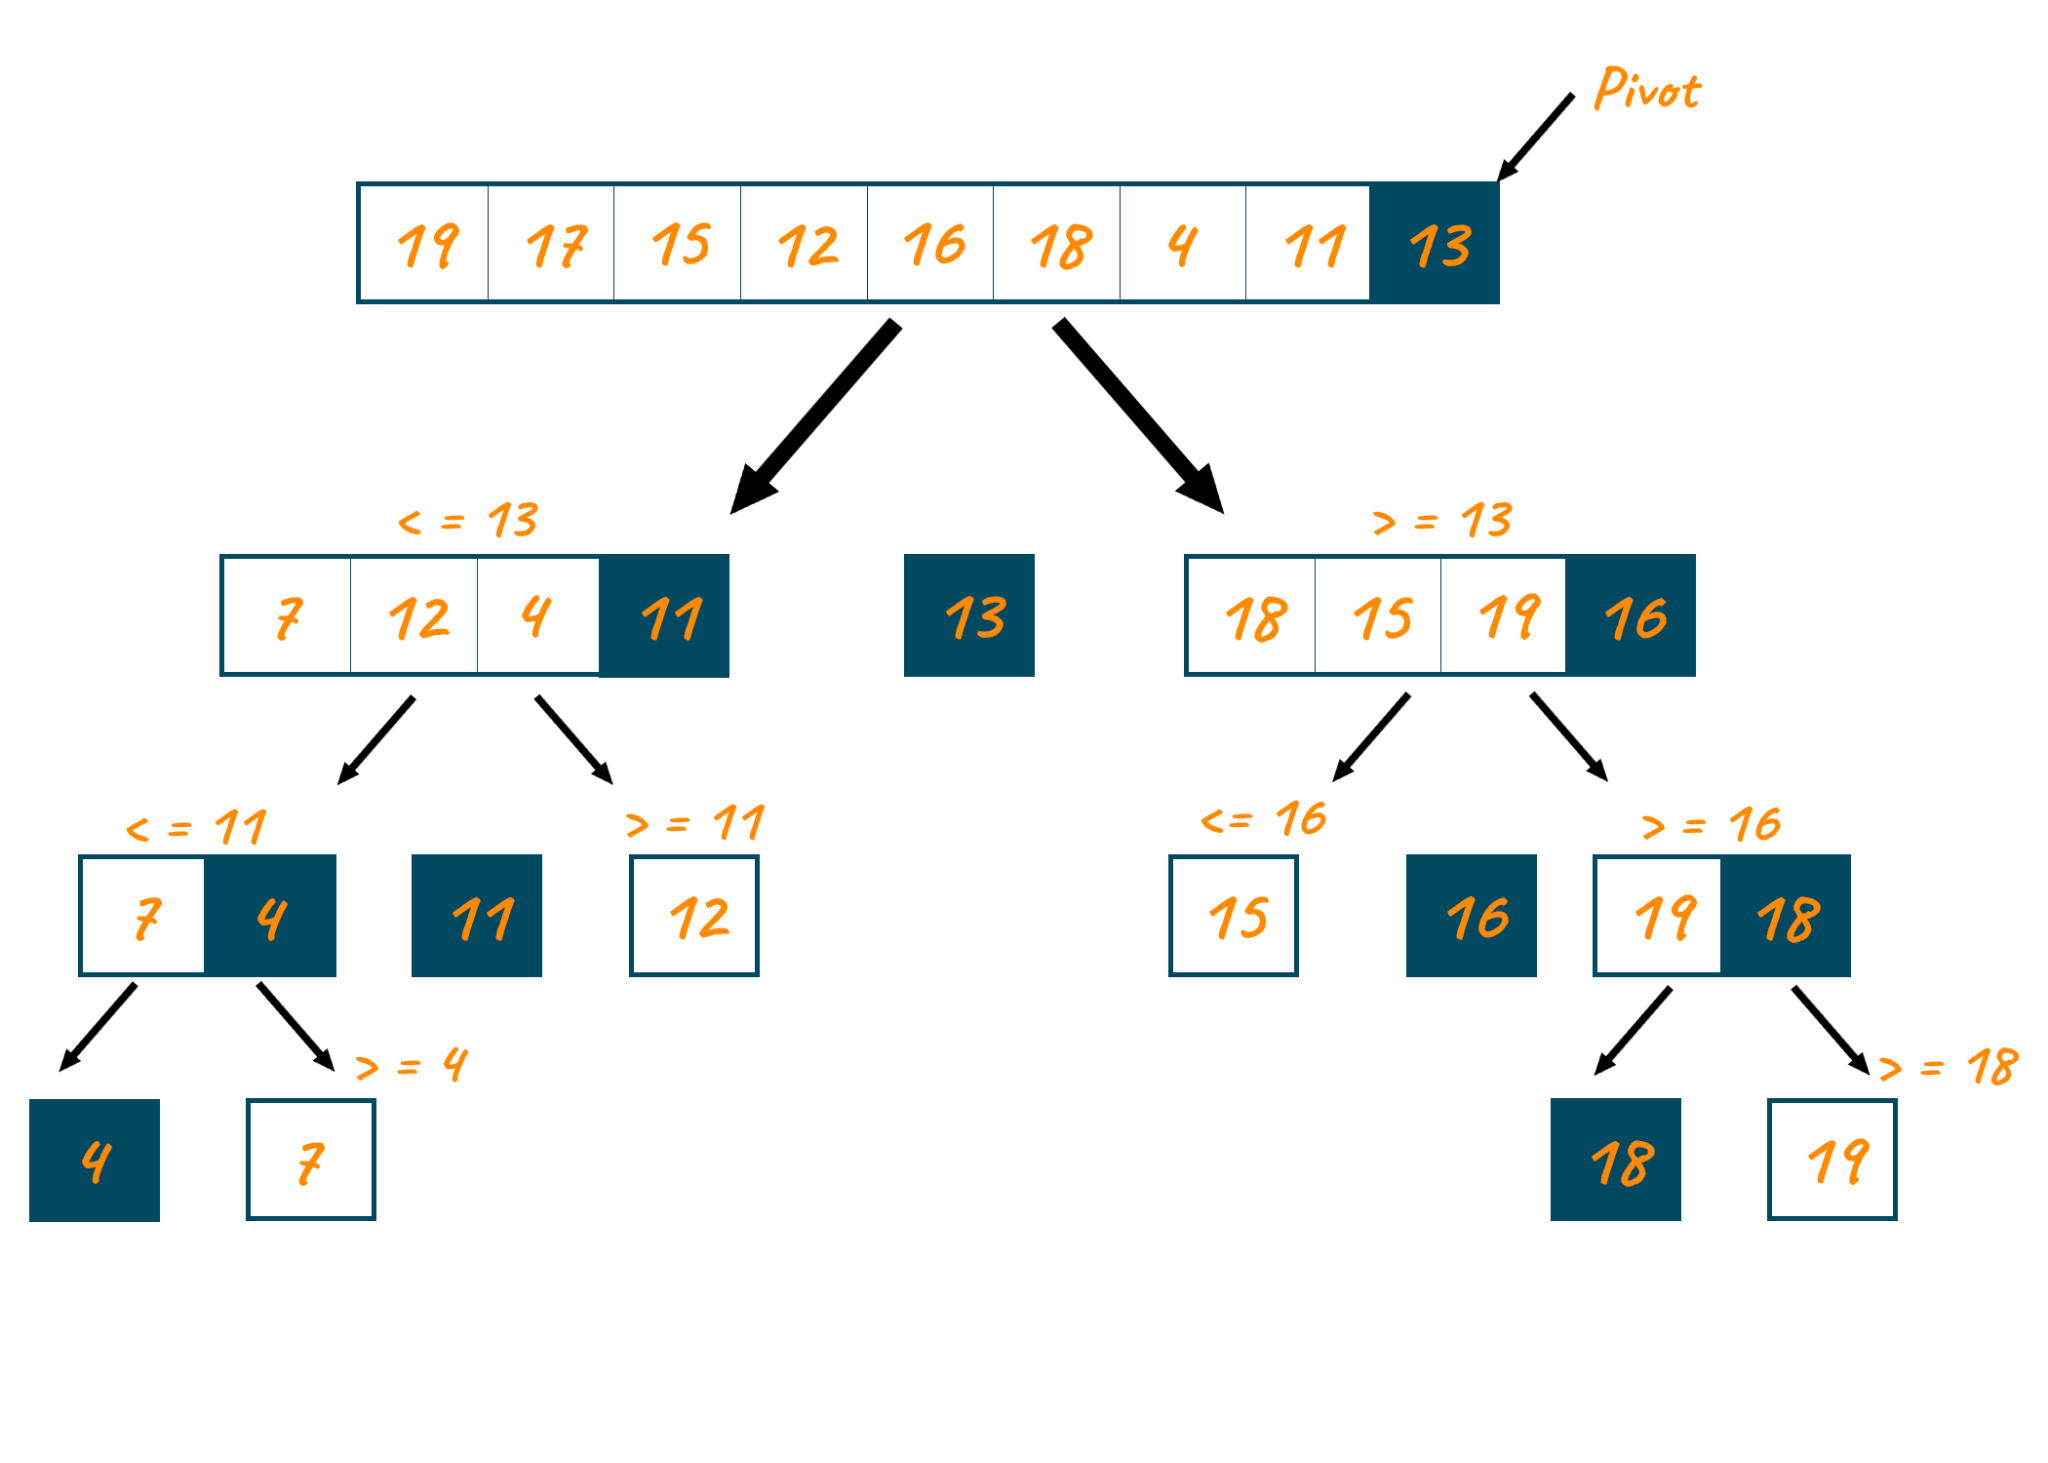 Pivot
19 17 15 12 16 18 4 11 13
< = 13 > = 13
7 12 4 11 13 18 15 19 16
< = 11 > = 11 <= 16 > = 16
7 4 11 12 15 16 19 18
> = 4 > = 18
4 7 18 19